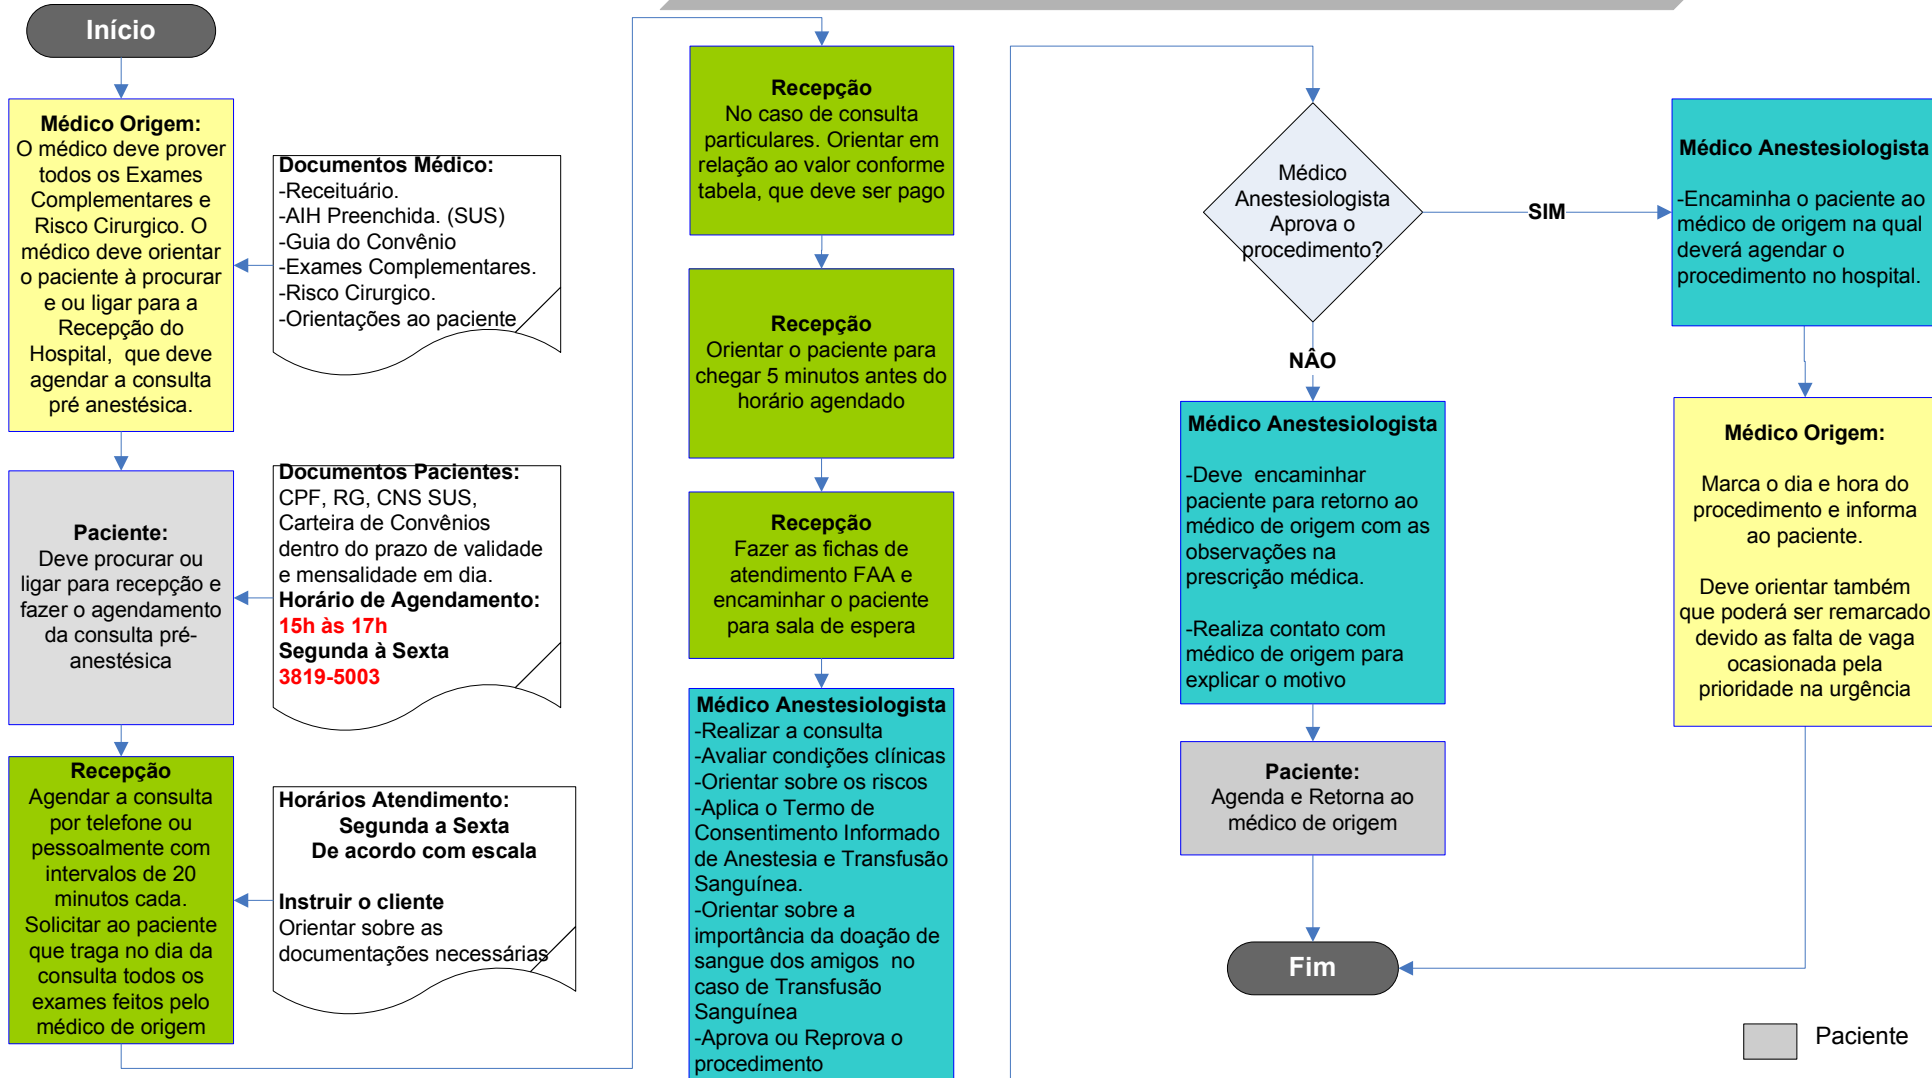 Início
Médico Origem:
O médico deve prover
todos os Exames
Complementares e
Risco Cirurgico. O
médico deve orientar
o paciente à procurar
e ou ligar para a
Recepção do
Hospital, que deve
agendar a consulta
pré anestésica.
Documentos Médico:
-Receituário.
-AIH Preenchida. (SUS)
-Guia do Convênio
-Exames Complementares.
-Risco Cirurgico.
-Orientações ao paciente
Paciente:
Deve procurar ou
ligar para recepção e
fazer o agendamento
da consulta pré-
anestésica
Documentos Pacientes:
CPF, RG, CNS SUS,
Carteira de Convênios
dentro do prazo de validade
e mensalidade em dia.
Horário de Agendamento:
15h às 17h
Segunda à Sexta
3819-5003
Recepção
Agendar a consulta
por telefone ou
pessoalmente com
intervalos de 20
minutos cada.
Solicitar ao paciente
que traga no dia da
consulta todos os
exames feitos pelo
médico de origem
Horários Atendimento:
Segunda a Sexta
De acordo com escala
Instruir o cliente
Orientar sobre as
documentações necessárias
Recepção
No caso de consulta
particulares. Orientar em
relação ao valor conforme
tabela, que deve ser pago
Recepção
Orientar o paciente para
chegar 5 minutos antes do
horário agendado
Recepção
Fazer as fichas de
atendimento FAA e
encaminhar o paciente
para sala de espera
Médico Anestesiologista
-Realizar a consulta
-Avaliar condições clínicas
-Orientar sobre os riscos
-Aplica o Termo de
Consentimento Informado
de Anestesia e Transfusão
Sanguínea.
-Orientar sobre a
importância da doação de
sangue dos amigos no
caso de Transfusão
Sanguínea
-Aprova ou Reprova o
procedimento
Médico
Anestesiologista
Aprova o
procedimento?
SIM
NÂO
Médico Anestesiologista
-Deve encaminhar
paciente para retorno ao
médico de origem com as
observações na
prescrição médica.
-Realiza contato com
médico de origem para
explicar o motivo
Paciente:
Agenda e Retorna ao
médico de origem
Fim
Médico Anestesiologista
-Encaminha o paciente ao
médico de origem na qual
deverá agendar o
procedimento no hospital.
Médico Origem:
Marca o dia e hora do
procedimento e informa
ao paciente.
Deve orientar também
que poderá ser remarcado
devido as falta de vaga
ocasionada pela
prioridade na urgência
Paciente